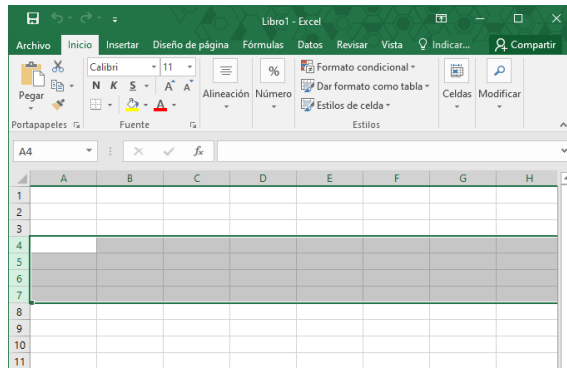 Libro1 - Excel
Archivo Inicio Insertar Diseño de página Fórmulas Datos Revisar Vista Indicar... Compartir
Pegar
Calibri 11
N K S A A
A
Alineación
%
Número
Formato condicional
Dar formato como tabla
Estilos de celda
Celdas
Modificar
Portapapeles Fuente Estilos
A4 fx
A B C D E F G H
1
2
3
4
5
6
7
8
9
10
11